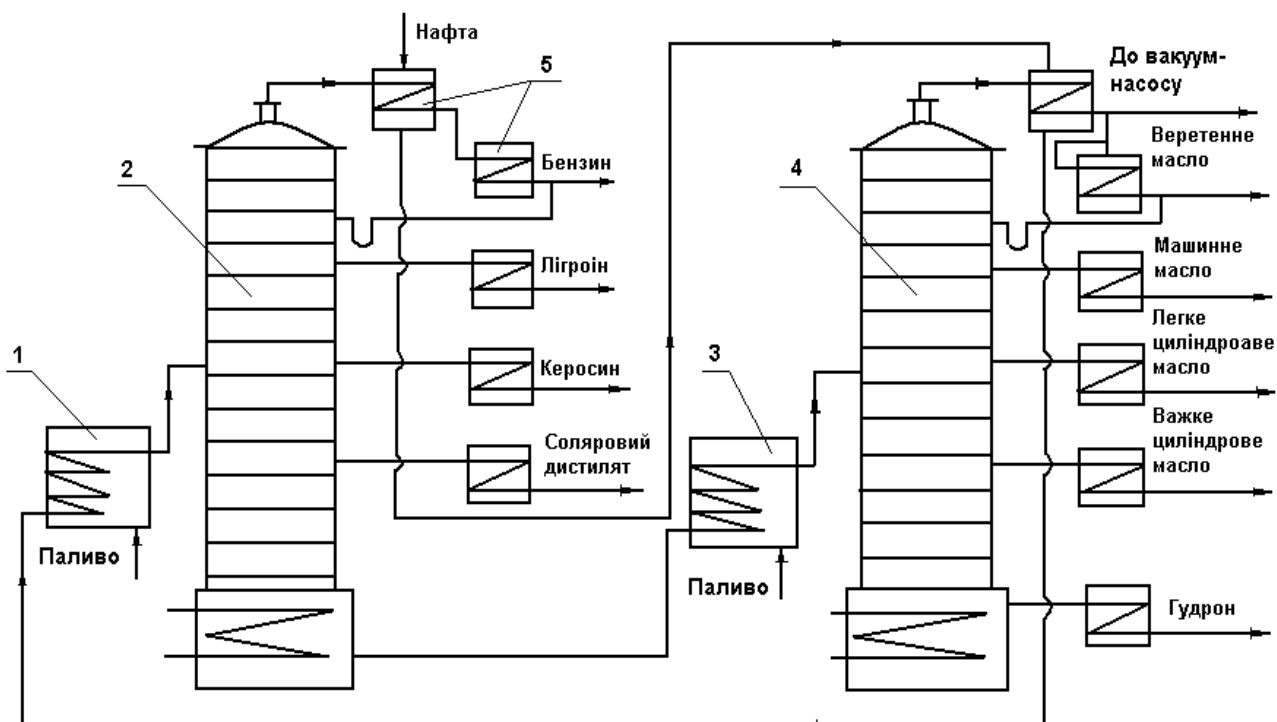 Нафта
5
До вакуум-
насосу
2
Бензин
4
Веретенне
масло
Лігроін
Машинне
масло
1
Керосин
3
Легке
циліндроаве
масло
Соляровий
дистилят
Важке
циліндрове
масло
Паливо
Паливо
Гудрон